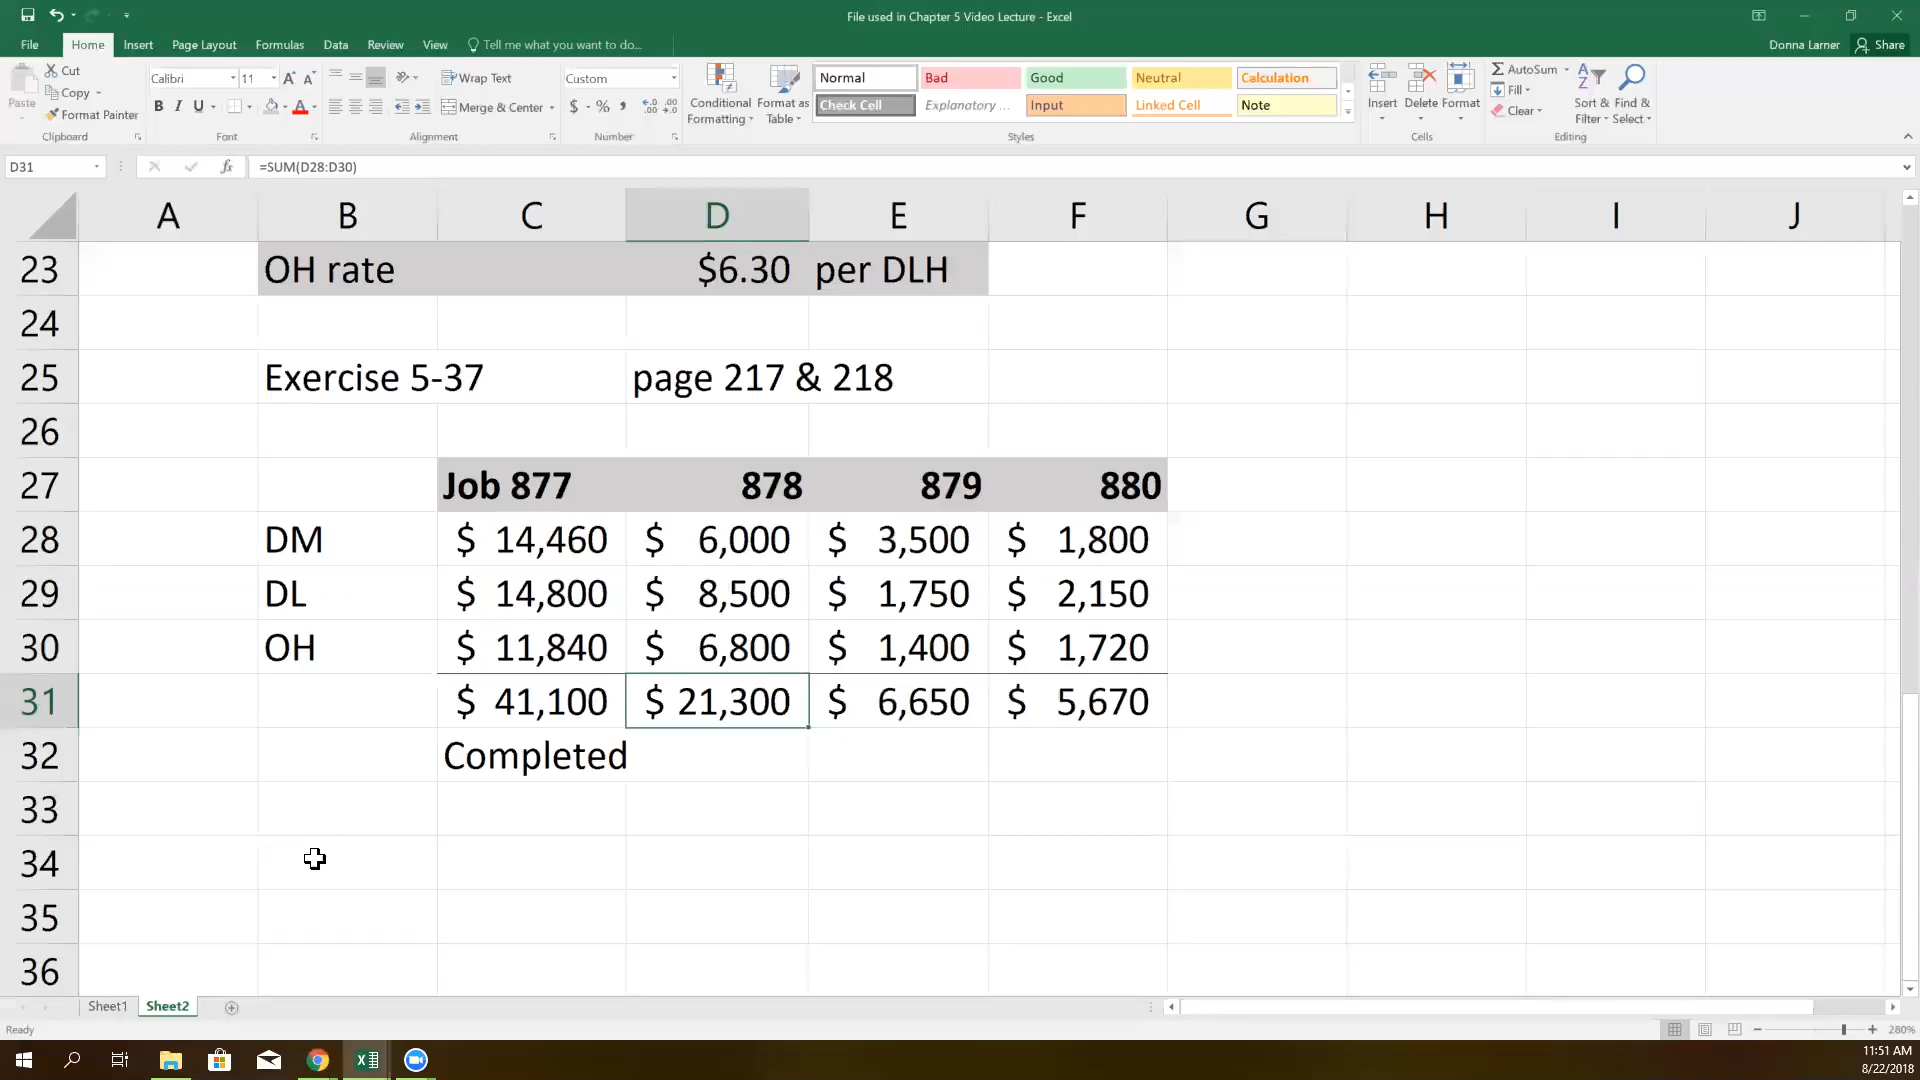 File used in Chapter 5 Video Lecture - Excel
File Home Insert Page Layout Formulas Data Review View Tell me what you want to do... Donna Larner Share
Paste Cut Copy Format Painter Clipboard
Calibri 11 A A B I U A Font
Wrap Text Merge & Center Alignment
Custom $ % , Number
Conditional Formatting Format as Table
Normal Bad Good Neutral Calculation
Check Cell Explanatory ... Input Linked Cell Note
Styles
Insert Delete Format Cells
AutoSum Fill Clear Sort & Filter Find & Select Editing
D31 fx =SUM(D28:D30)
A B C D E F G H I J
23 OH rate $6.30 per DLH
24
25 Exercise 5-37 page 217 & 218
26
27 Job 877 878 879 880
28 DM $ 14,460 $ 6,000 $ 3,500 $ 1,800
29 DL $ 14,800 $ 8,500 $ 1,750 $ 2,150
30 OH $ 11,840 $ 6,800 $ 1,400 $ 1,720
31 $ 41,100 $ 21,300 $ 6,650 $ 5,670
32 Completed
33
34
35
36
Sheet1 Sheet2
Ready 280%
11:51 AM
8/22/2018